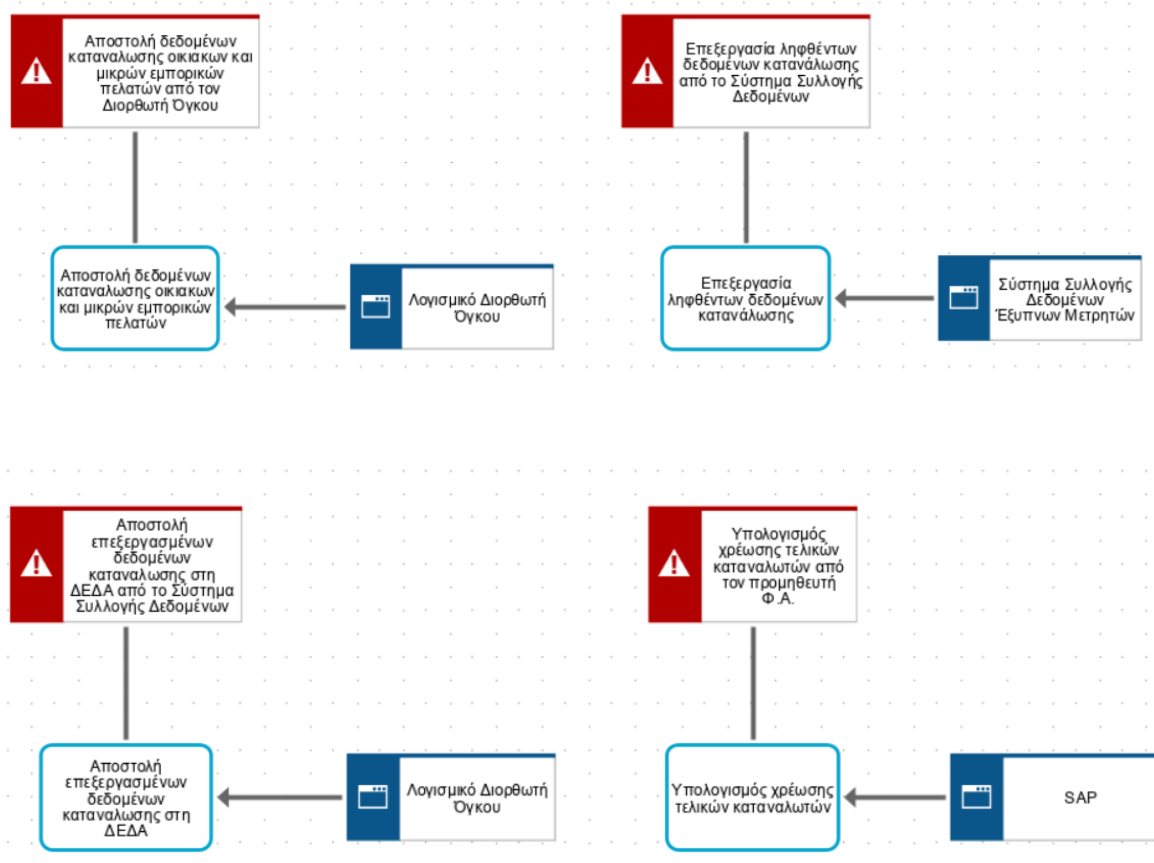 Αποστολή δεδομένων
καταναλωσης οικιακων και
μικρών εμπορικών
πελατών από τον
Διορθωτή Όγκου
Επεξεργασία ληφθέντων
δεδομένων κατανάλωσης
από το Σύστημα Συλλογής
Δεδομένων
Αποστολή δεδομένων
καταναλωσης οικιακων
και μικρών εμπορικών
πελατών
Λογισμικό Διορθωτή
Όγκου
Επεξεργασία
ληφθέντων δεδομένων
κατανάλωσης
Σύστημα Συλλογής
Δεδομένων
Έξυπνων Μετρητών
Αποστολή
επεξεργασμένων
δεδομένων
καταναλωσης στη
ΔΕΔΑ από το Σύστημα
Συλλογής Δεδομένων
Υπολογισμός
χρέωσης τελικών
καταναλωτών από
τον προμηθευτή
Φ.Α.
Αποστολή
επεξεργασμένων
δεδομένων
καταναλωσης στη
ΔΕΔΑ
Λογισμικό Διορθωτή
Όγκου
Υπολογισμός χρέωσης
τελικών καταναλωτών
SAP